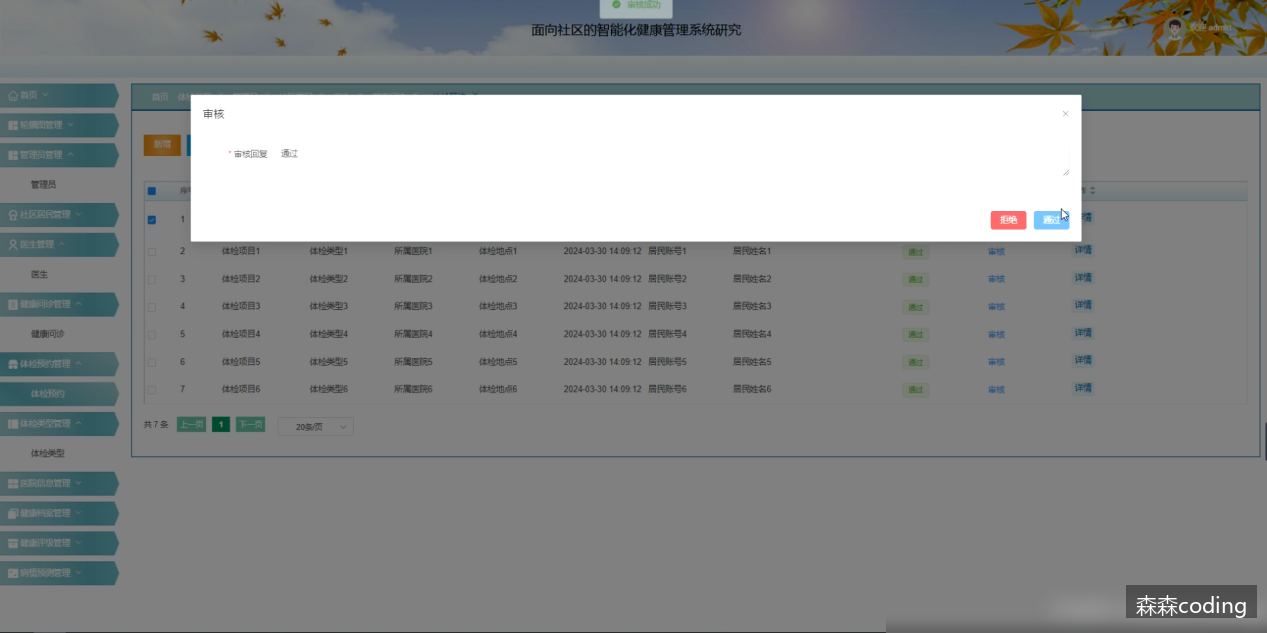 审核成功
面向社区的智能化健康管理系统研究
欢迎 admin
首页
轮播图管理
管理员管理
管理员
社区居民管理
医生管理
医生
健康问诊管理
健康问诊
体检预约管理
体检预约
体检类型管理
体检类型
医院信息管理
健康档案管理
健康评级管理
病情预测管理
首页
新增
审核
* 审核回复 通过
拒绝 通过
1 详情
2 体检项目1 体检类型1 所属医院1 体检地点1 2024-03-30 14:09:12 居民账号1 居民姓名1 通过 审核 详情
3 体检项目2 体检类型2 所属医院2 体检地点2 2024-03-30 14:09:12 居民账号2 居民姓名2 通过 审核 详情
4 体检项目3 体检类型3 所属医院3 体检地点3 2024-03-30 14:09:12 居民账号3 居民姓名3 通过 审核 详情
5 体检项目4 体检类型4 所属医院4 体检地点4 2024-03-30 14:09:12 居民账号4 居民姓名4 通过 审核 详情
6 体检项目5 体检类型5 所属医院5 体检地点5 2024-03-30 14:09:12 居民账号5 居民姓名5 通过 审核 详情
7 体检项目6 体检类型6 所属医院6 体检地点6 2024-03-30 14:09:12 居民账号6 居民姓名6 通过 审核 详情
共 7 条 上一页 1 下一页 20条/页
森森coding